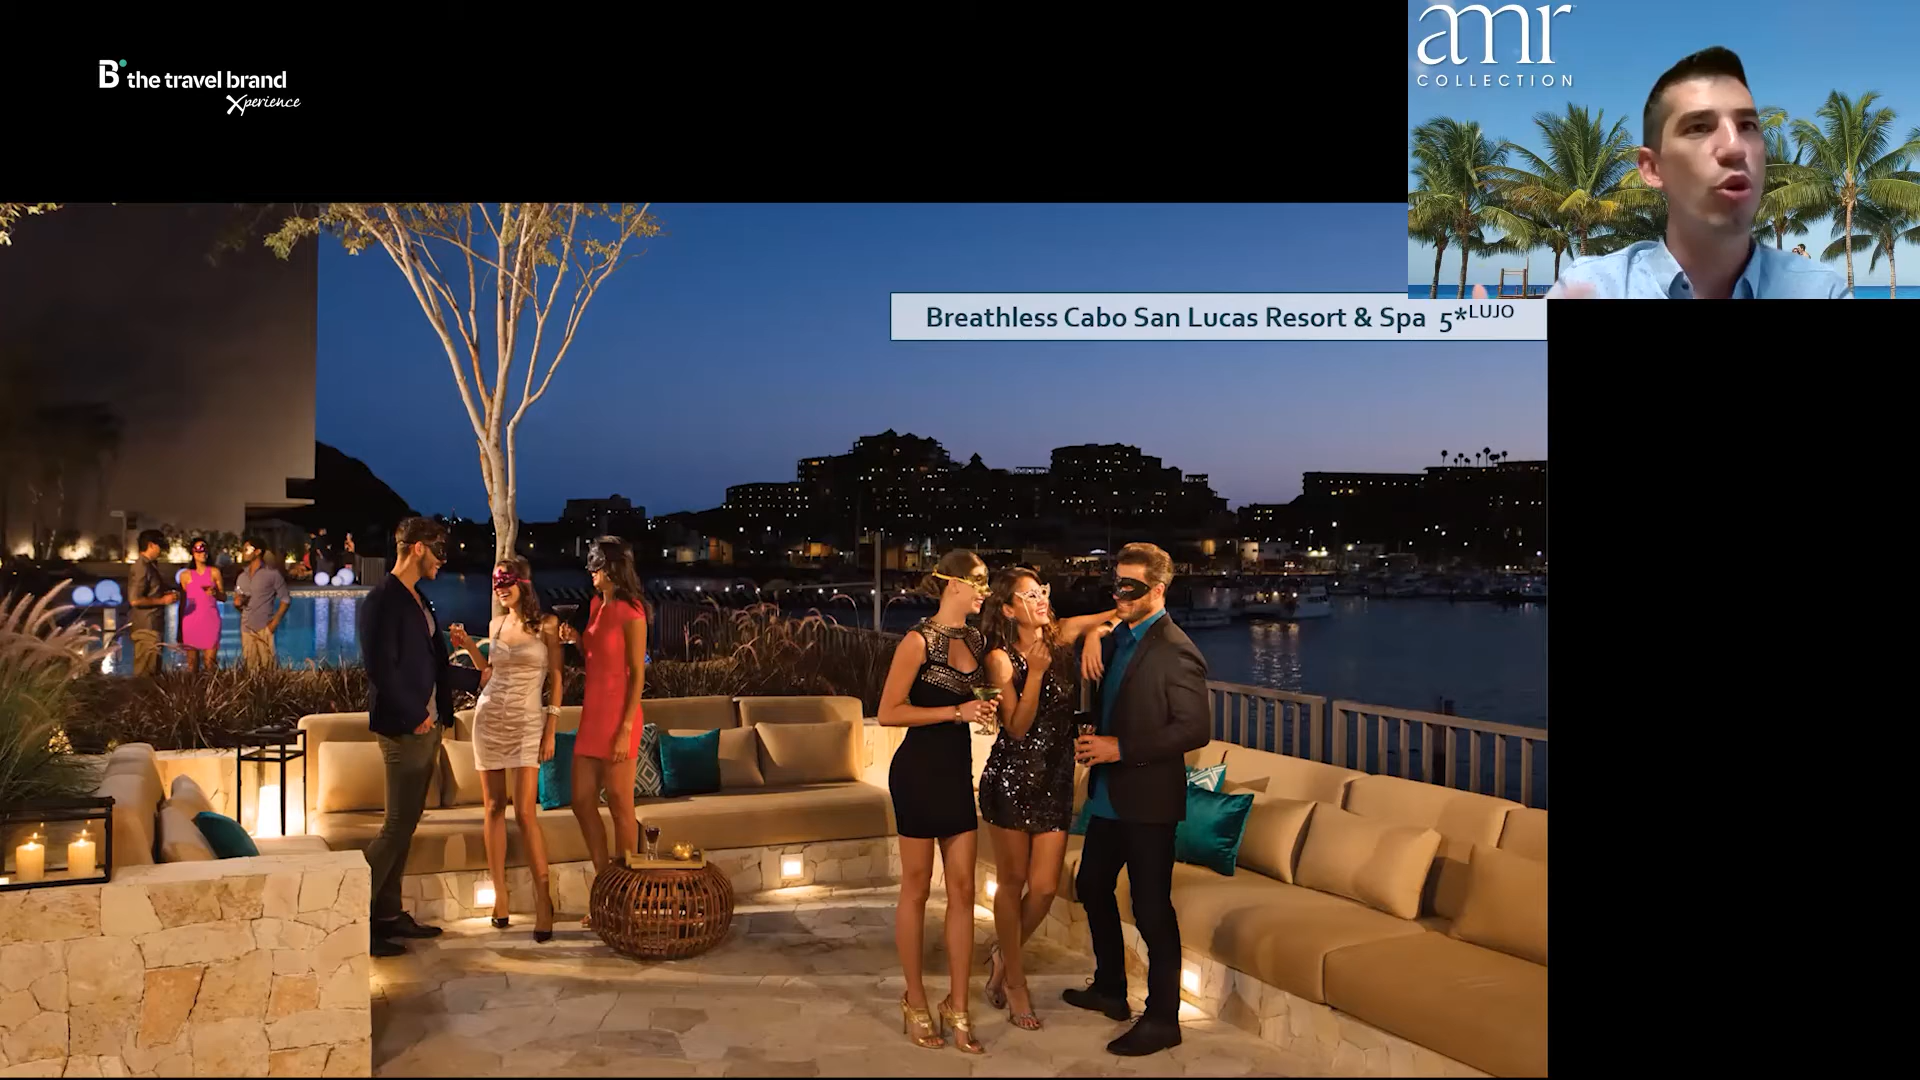 B the travel brand
Xperience
amr
COLLECTION
Breathless Cabo San Lucas Resort & Spa 5*LUJO